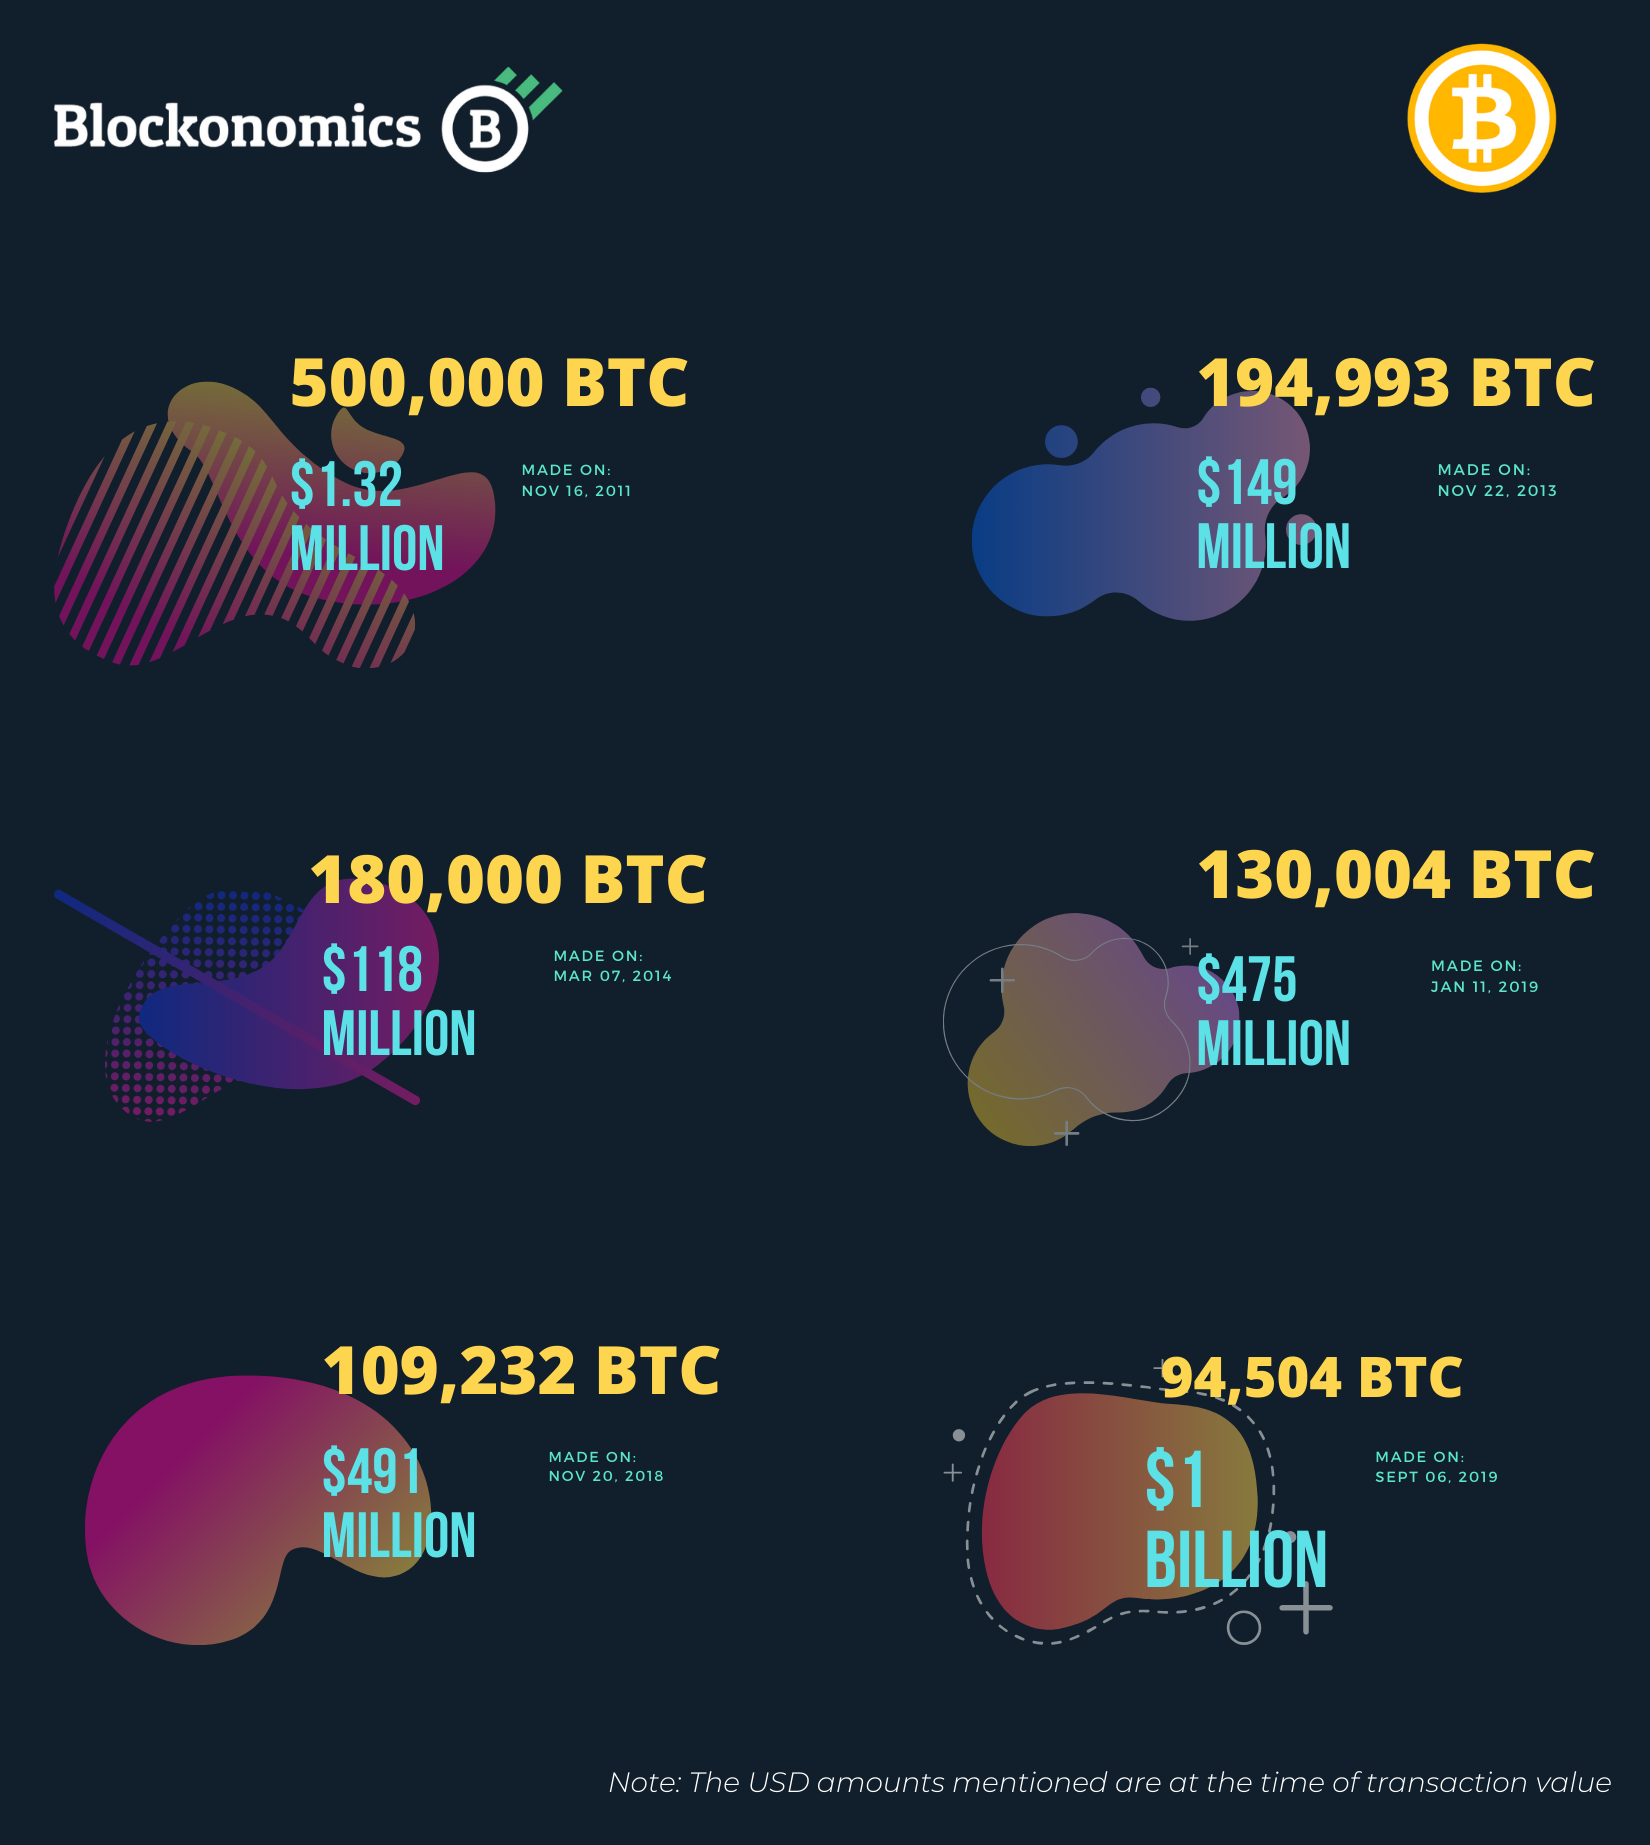 Blockonomics
500,000 BTC
$1.32
MILLION
MADE ON:
NOV 16, 2011
194,993 BTC
$149
MILLION
MADE ON:
NOV 22, 2013
180,000 BTC
$118
MILLION
MADE ON:
MAR 07, 2014
130,004 BTC
$475
MILLION
MADE ON:
JAN 11, 2019
109,232 BTC
$491
MILLION
MADE ON:
NOV 20, 2018
94,504 BTC
$1
BILLION
MADE ON:
SEPT 06, 2019
Note: The USD amounts mentioned are at the time of transaction value